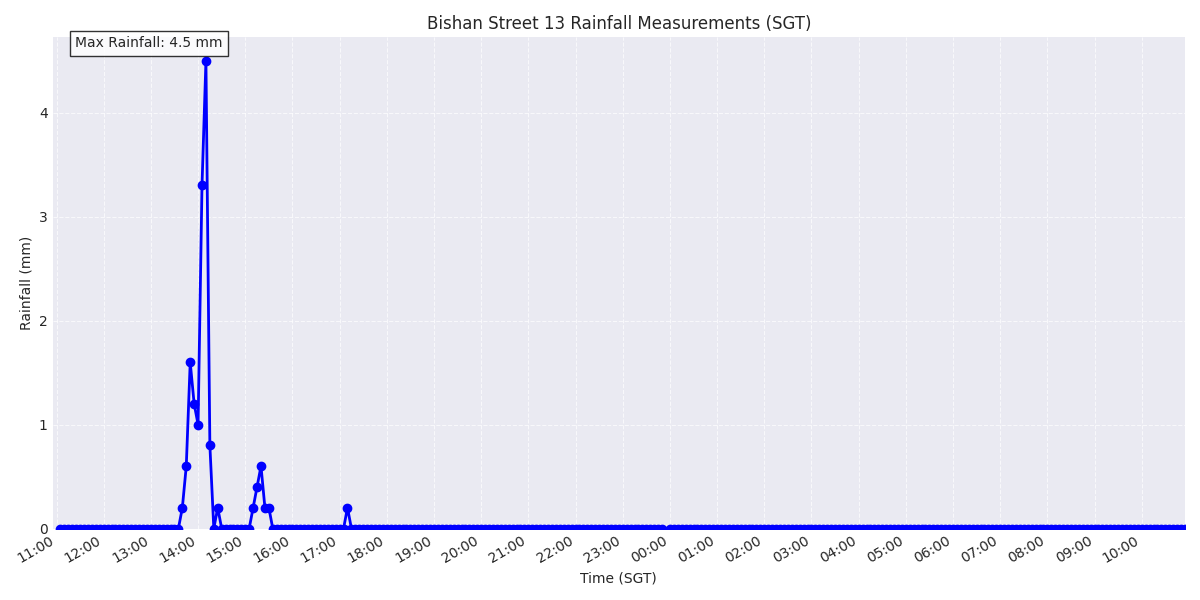 Bishan Street 13 Rainfall Measurements (SGT)
Max Rainfall: 4.5 mm
Rainfall (mm)
4
3
2
1
0
11:00 12:00 13:00 14:00 15:00 16:00 17:00 18:00 19:00 20:00 21:00 22:00 23:00 00:00 01:00 02:00 03:00 04:00 05:00 06:00 07:00 08:00 09:00 10:00
Time (SGT)